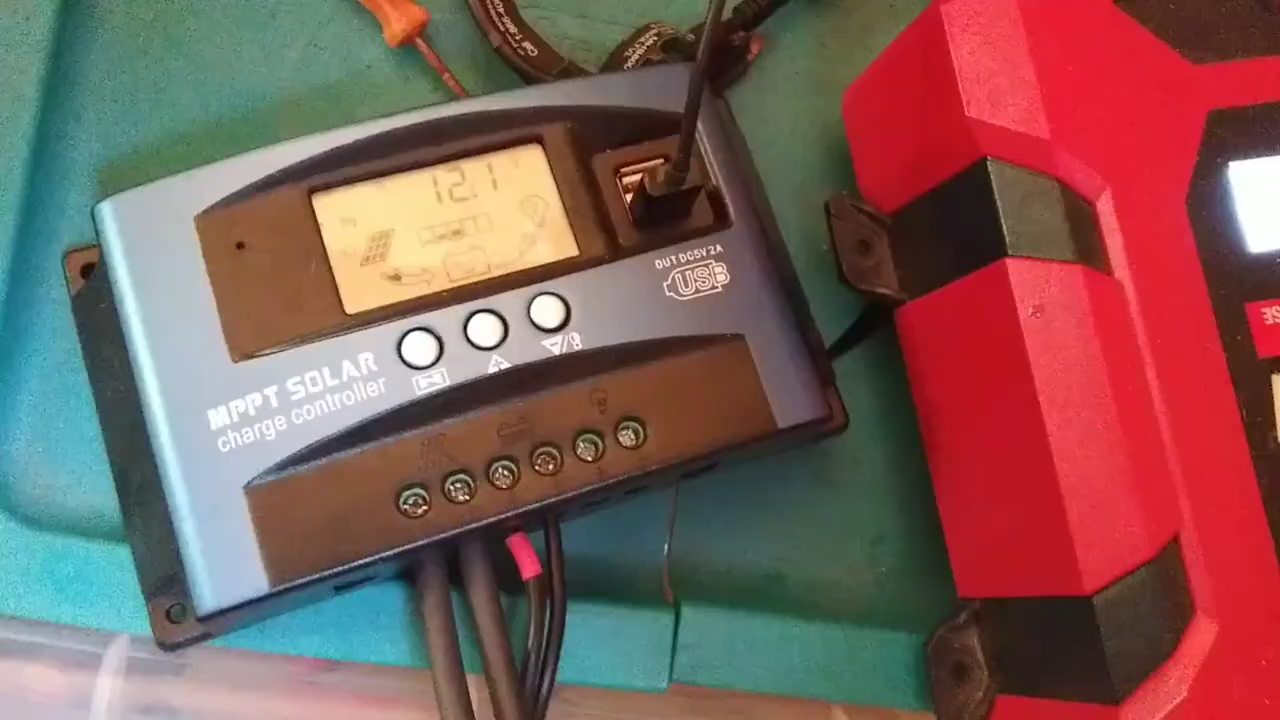 12.1
OUT DC5V 2A
USB
MPPT SOLAR
charge controller